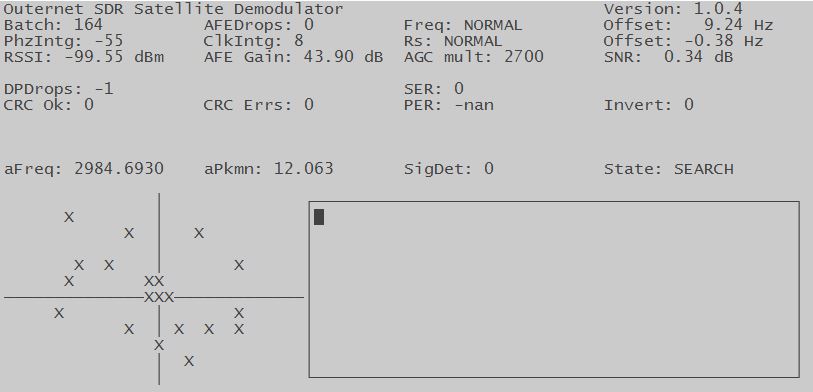 Outernet SDR Satellite Demodulator Version: 1.0.4
Batch: 164 AFEDrops: 0 Freq: NORMAL Offset: 9.24 Hz
PhzIntg: -55 ClkIntg: 8 Rs: NORMAL Offset: -0.38 Hz
RSSI: -99.55 dBm AFE Gain: 43.90 dB AGC mult: 2700 SNR: 0.34 dB
DPDrops: -1 SER: 0
CRC Ok: 0 CRC Errs: 0 PER: -nan Invert: 0
aFreq: 2984.6930 aPkmn: 12.063 SigDet: 0 State: SEARCH
X
X X
X X X
X XX
XXX
X X
X X X X
X
X